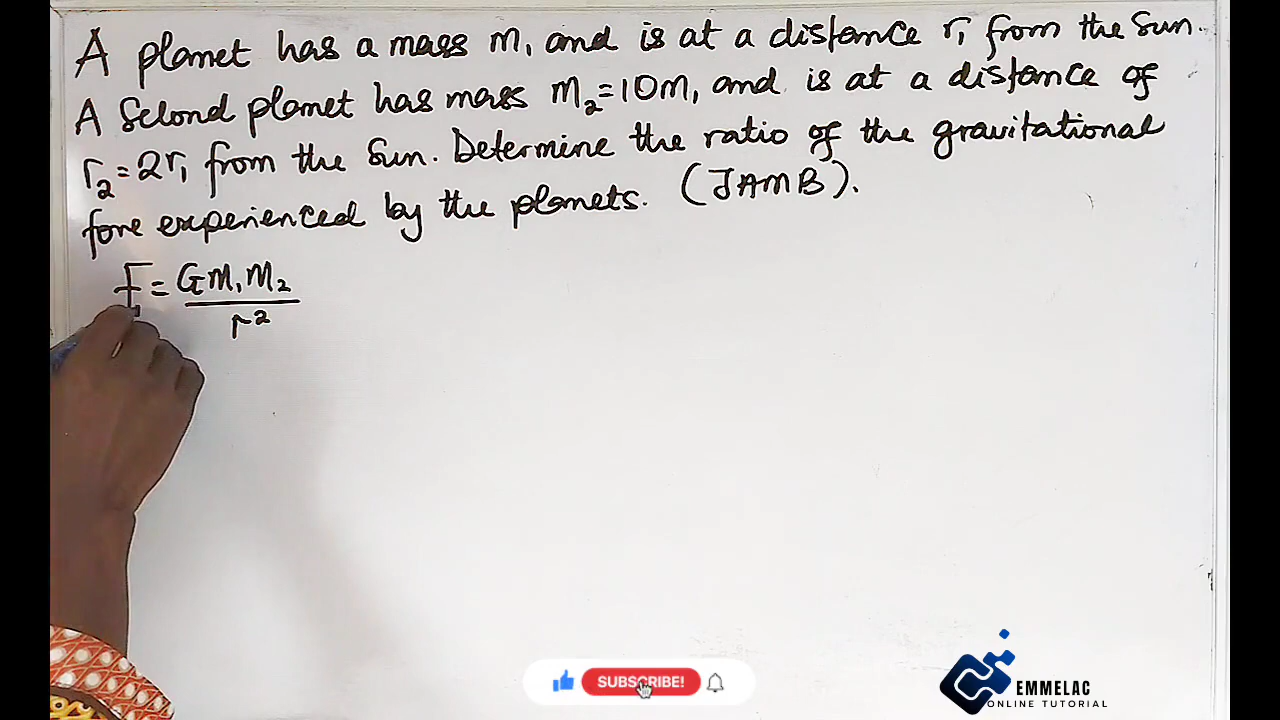 A planet has a mass m₁ and is at a distance r₁ from the Sun.
A Second planet has mass m₂=10m₁ and is at a distance of
r₂=2r₁ from the Sun. Determine the ratio of the gravitational
force experienced by the planets. (JAMB).
F = GM₁M₂
r²
SUBSCRIBE!
EMMELAC
ONLINE TUTORIAL